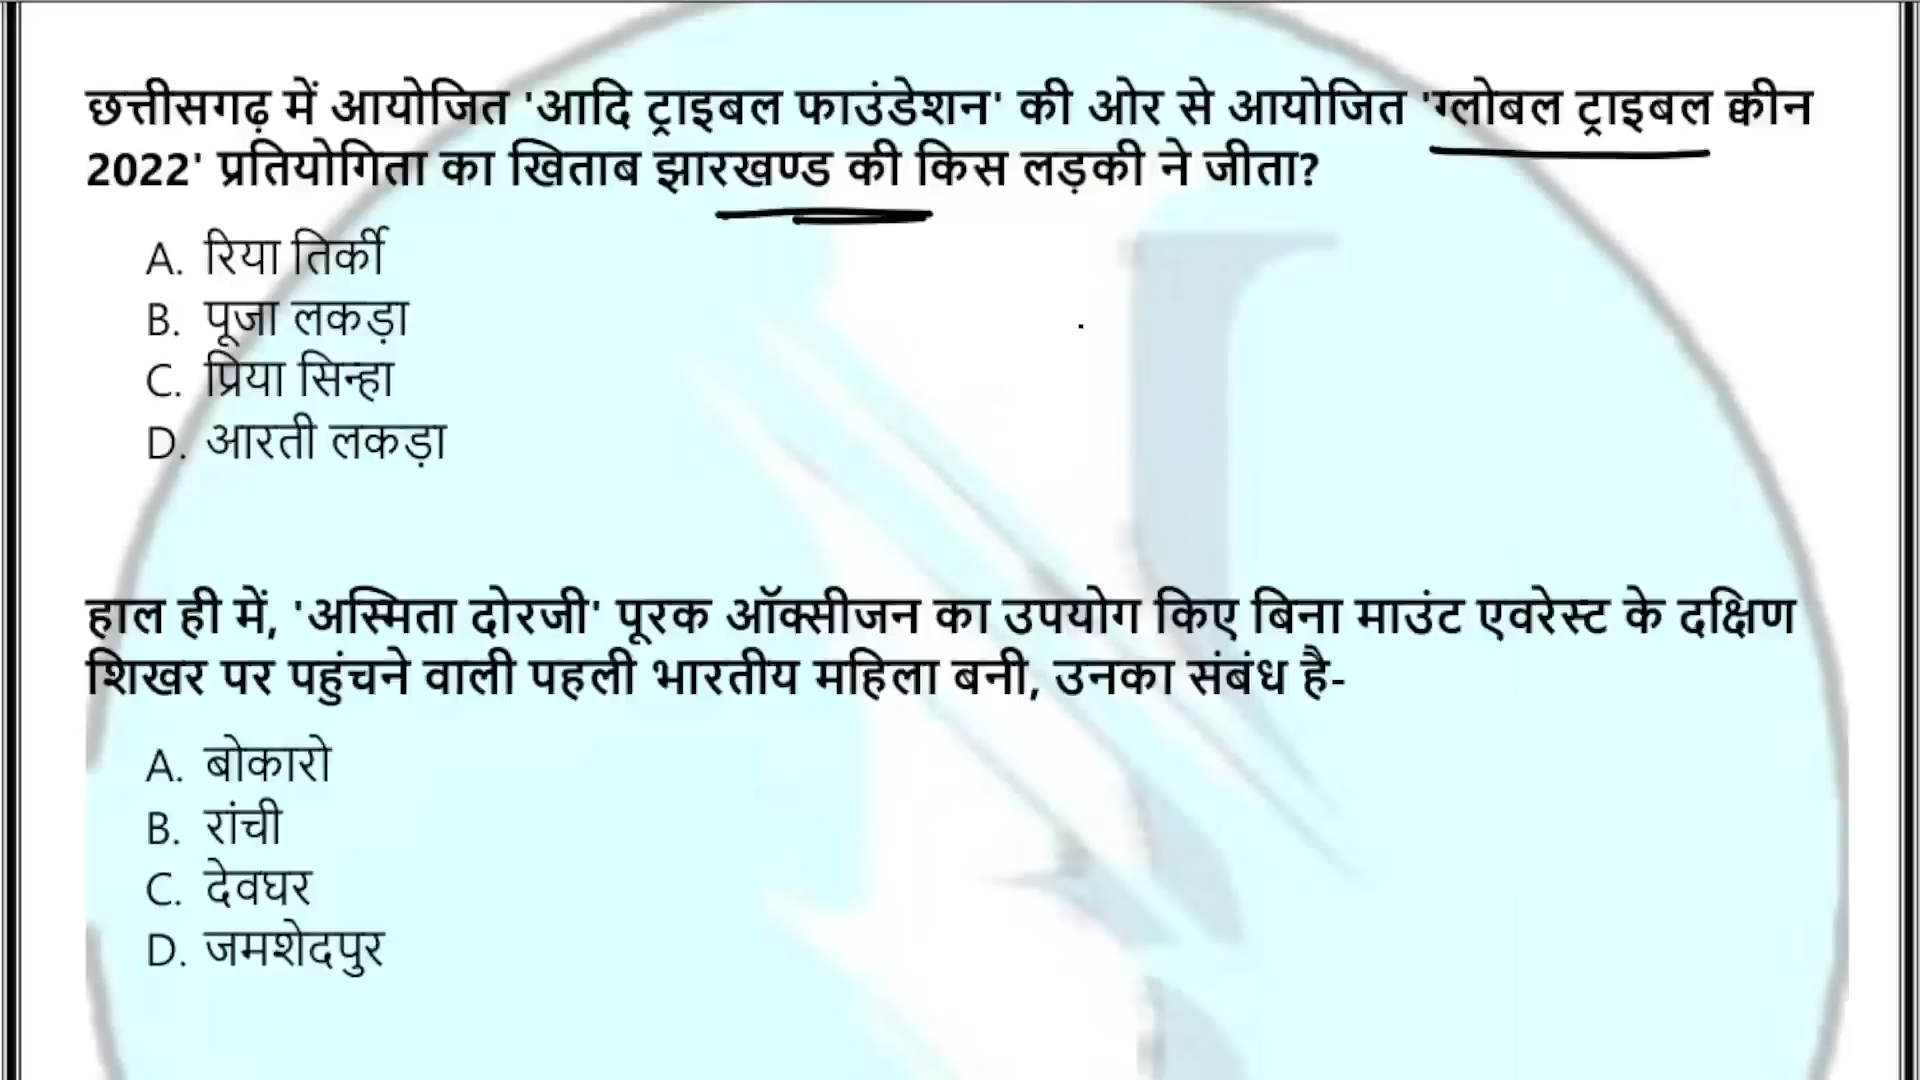 छत्तीसगढ़ में आयोजित 'आदि ट्राइबल फाउंडेशन' की ओर से आयोजित 'ग्लोबल ट्राइबल क्वीन
2022' प्रतियोगिता का खिताब झारखण्ड की किस लड़की ने जीता?
A. रिया तिर्की
B. पूजा लकड़ा
C. प्रिया सिन्हा
D. आरती लकड़ा
हाल ही में, 'अस्मिता दोरजी' पूरक ऑक्सीजन का उपयोग किए बिना माउंट एवरेस्ट के दक्षिण
शिखर पर पहुंचने वाली पहली भारतीय महिला बनी, उनका संबंध है-
A. बोकारो
B. रांची
C. देवघर
D. जमशेदपुर